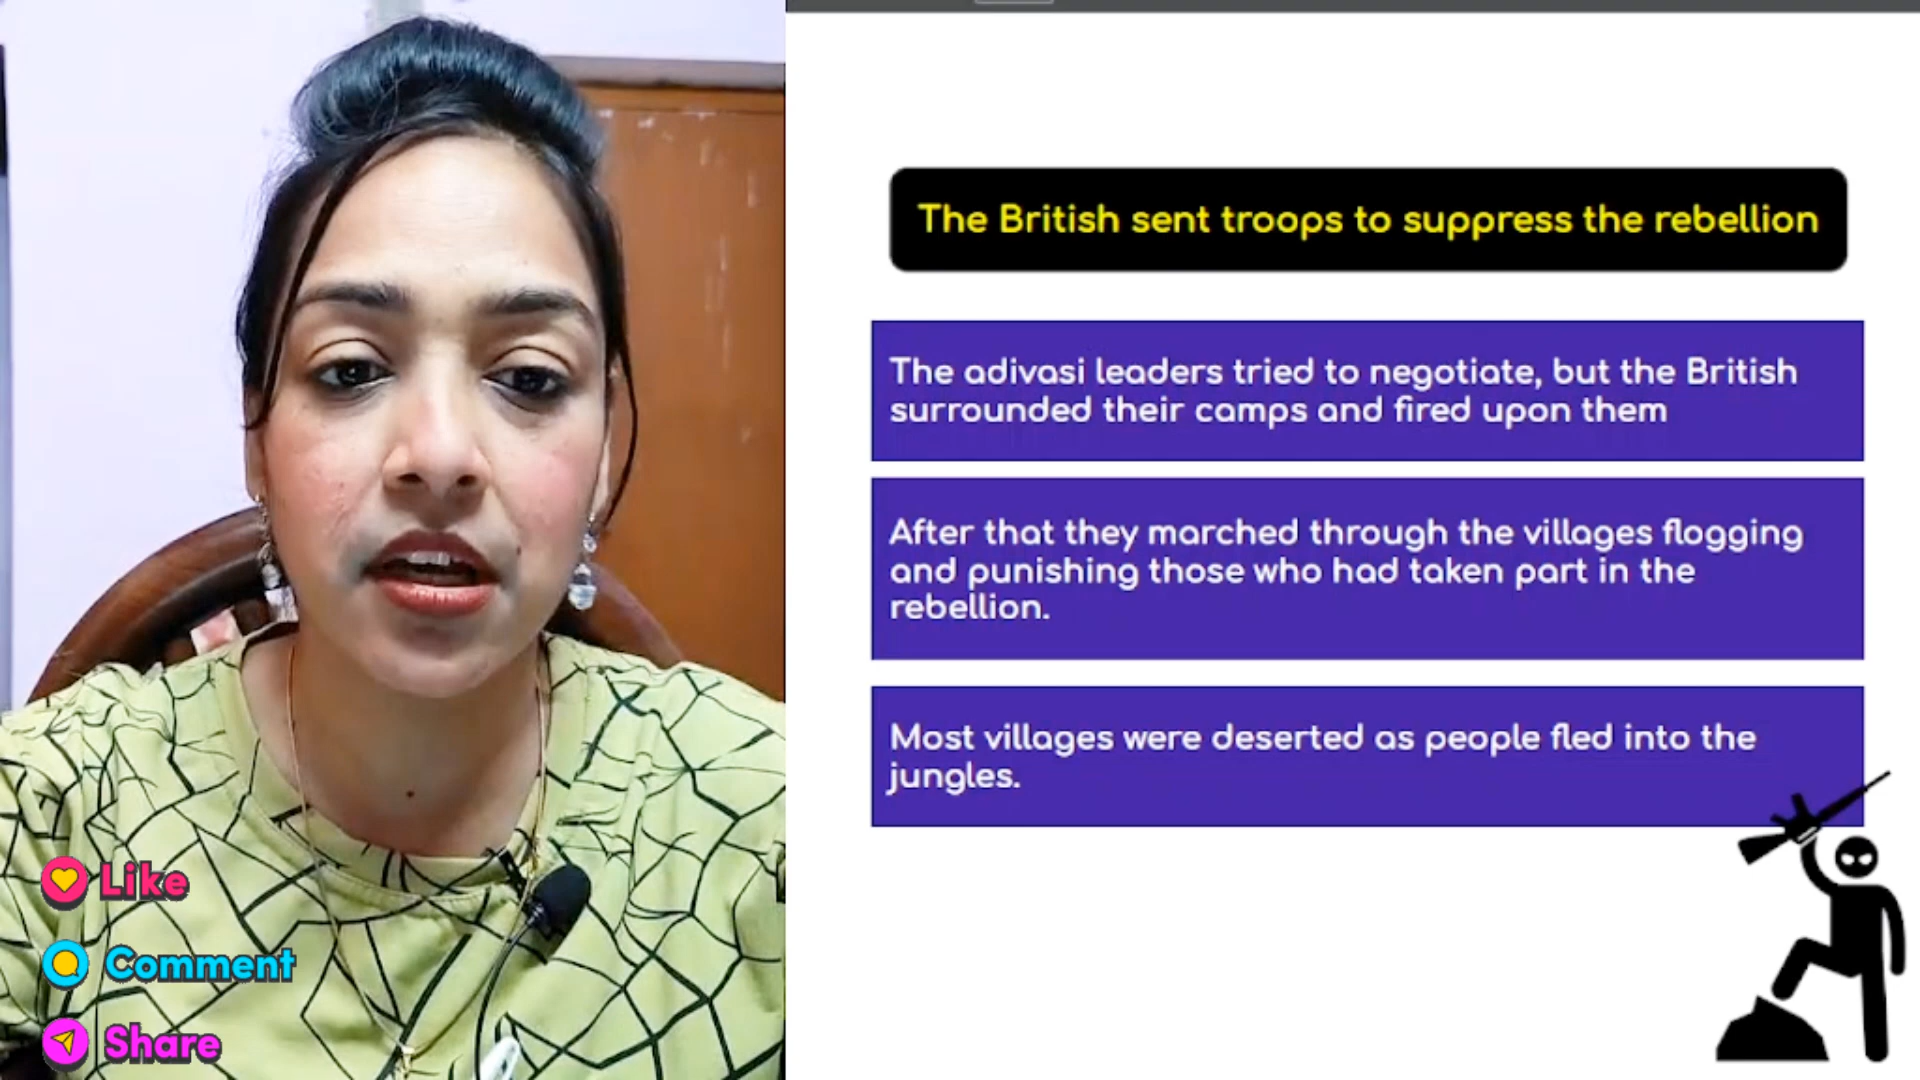 The British sent troops to suppress the rebellion
The adivasi leaders tried to negotiate, but the British
surrounded their camps and fired upon them
After that they marched through the villages flogging
and punishing those who had taken part in the
rebellion.
Most villages were deserted as people fled into the
jungles.
Like
Comment
Share